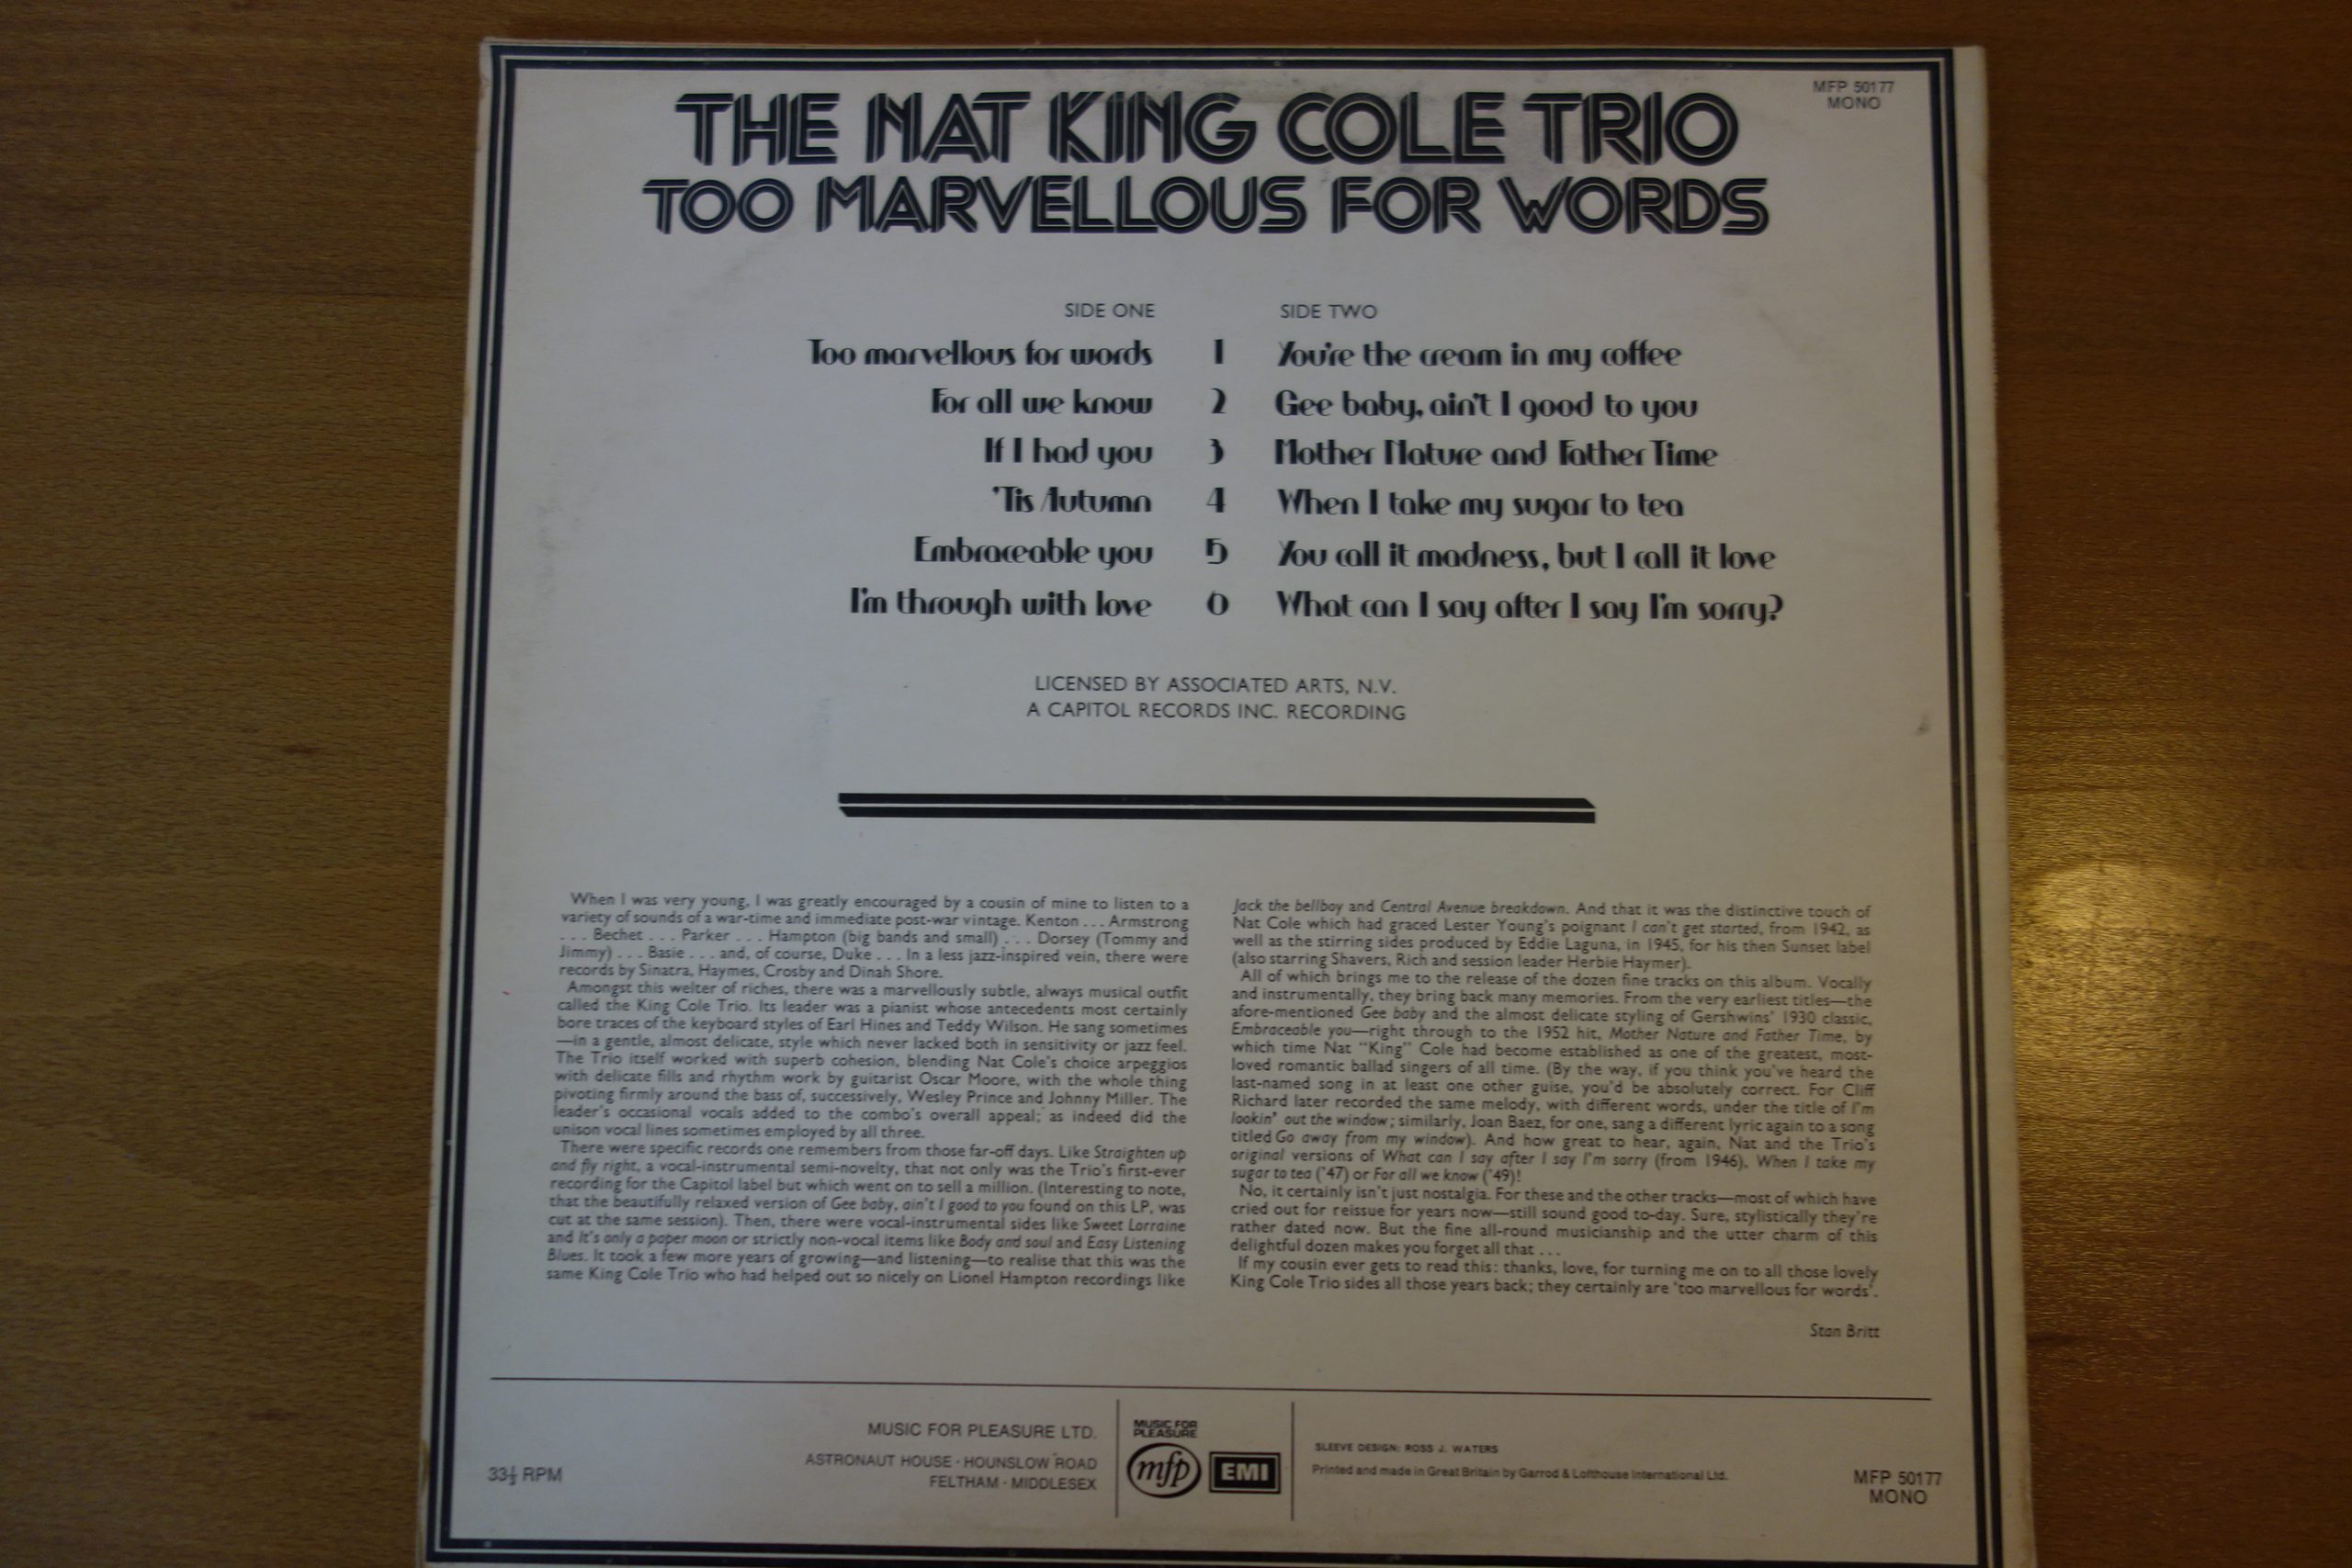 MFP 50177
MONO
THE NAT KING COLE TRIO
TOO MARVELLOUS FOR WORDS
SIDE ONE
SIDE TWO
Too marvellous for words 1 You're the cream in my coffee
For all we know 2 Gee baby, ain't I good to you
If I had you 3 Mother Nature and Father Time
'Tis Autumn 4 When I take my sugar to tea
Embraceable you 5 You call it madness, but I call it love
I'm through with love 6 What can I say after I say I'm sorry?
LICENSED BY ASSOCIATED ARTS, N.V.
A CAPITOL RECORDS INC. RECORDING
When I was very young, I was greatly encouraged by a cousin of mine to listen to a
variety of sounds of a war-time and immediate post-war vintage. Kenton . . . Armstrong
. . . Bechet . . . Parker . . . Hampton (big bands and small) . . . Dorsey (Tommy and
Jimmy) . . . Basie . . . and, of course, Duke . . . In a less jazz-inspired vein, there were
records by Sinatra, Haymes, Crosby and Dinah Shore.
Amongst this welter of riches, there was a marvellously subtle, always musical outfit
called the King Cole Trio. Its leader was a pianist whose antecedents most certainly
bore traces of the keyboard styles of Earl Hines and Teddy Wilson. He sang sometimes
—in a gentle, almost delicate, style which never lacked both in sensitivity or jazz feel.
The Trio itself worked with superb cohesion, blending Nat Cole's choice arpeggios
with delicate fills and rhythm work by guitarist Oscar Moore, with the whole thing
pivoting firmly around the bass of, successively, Wesley Prince and Johnny Miller. The
leader's occasional vocals added to the combo's overall appeal; as indeed did the
unison vocal lines sometimes employed by all three.
There were specific records one remembers from those far-off days. Like Straighten up
and fly right, a vocal-instrumental semi-novelty, that not only was the Trio's first-ever
recording for the Capitol label but which went on to sell a million. (Interesting to note,
that the beautifully relaxed version of Gee baby, ain't I good to you found on this LP, was
cut at the same session). Then, there were vocal-instrumental sides like Sweet Lorraine
and It's only a paper moon or strictly non-vocal items like Body and soul and Easy Listening
Blues. It took a few more years of growing—and listening—to realise that this was the
same King Cole Trio who had helped out so nicely on Lionel Hampton recordings like
Jack the bellboy and Central Avenue breakdown. And that it was the distinctive touch of
Nat Cole which had graced Lester Young's poignant I can't get started, from 1942, as
well as the stirring sides produced by Eddie Laguna, in 1945, for his then Sunset label
(also starring Shavers, Rich and session leader Herbie Haymer).
All of which brings me to the release of the dozen fine tracks on this album. Vocally
and instrumentally, they bring back many memories. From the very earliest titles—the
afore-mentioned Gee baby and the almost delicate styling of Gershwins' 1930 classic,
Embraceable you—right through to the 1952 hit, Mother Nature and Father Time, by
which time Nat "King" Cole had become established as one of the greatest, most-
loved romantic ballad singers of all time. (By the way, if you think you've heard the
last-named song in at least one other guise, you'd be absolutely correct. For Cliff
Richard later recorded the same melody, with different words, under the title of I'm
lookin' out the window; similarly, Joan Baez, for one, sang a different lyric again to a song
titled Go away from my window). And how great to hear, again, Nat and the Trio's
original versions of What can I say after I say I'm sorry (from 1946), When I take my
sugar to tea ('47) or For all we know ('49)!
No, it certainly isn't just nostalgia. For these and the other tracks—most of which have
cried out for reissue for years now—still sound good to-day. Sure, stylistically they're
rather dated now. But the fine all-round musicianship and the utter charm of this
delightful dozen makes you forget all that . . .
If my cousin ever gets to read this: thanks, love, for turning me on to all those lovely
King Cole Trio sides all those years back; they certainly are 'too marvellous for words'.
Stan Britt
33⅓ RPM
MUSIC FOR PLEASURE LTD.
ASTRONAUT HOUSE · HOUNSLOW ROAD
FELTHAM · MIDDLESEX
MUSIC FOR
PLEASURE
mfp
EMI
SLEEVE DESIGN: ROSS J. WATERS
Printed and made in Great Britain by Garrod & Lofthouse International Ltd.
MFP 50177
MONO